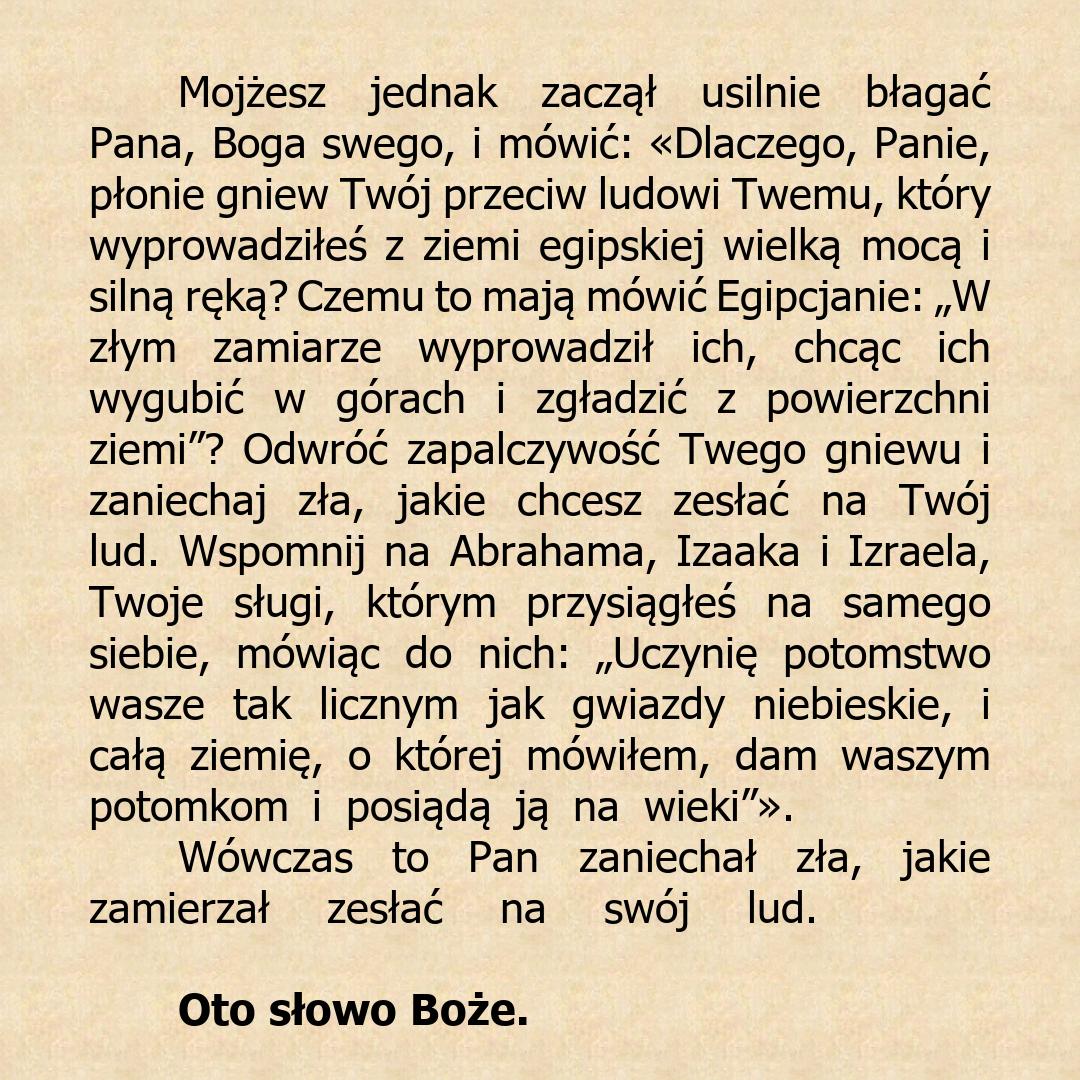 Mojżesz jednak zaczął usilnie błagać
Pana, Boga swego, i mówić: «Dlaczego, Panie,
płonie gniew Twój przeciw ludowi Twemu, który
wyprowadziłeś z ziemi egipskiej wielką mocą i
silną ręką? Czemu to mają mówić Egipcjanie: „W
złym zamiarze wyprowadził ich, chcąc ich
wygubić w górach i zgładzić z powierzchni
ziemi”? Odwróć zapalczywość Twego gniewu i
zaniechaj zła, jakie chcesz zesłać na Twój
lud. Wspomnij na Abrahama, Izaaka i Izraela,
Twoje sługi, którym przysiągłeś na samego
siebie, mówiąc do nich: „Uczynię potomstwo
wasze tak licznym jak gwiazdy niebieskie, i
całą ziemię, o której mówiłem, dam waszym
potomkom i posiądą ją na wieki”».
Wówczas to Pan zaniechał zła, jakie
zamierzał zesłać na swój lud.
Oto słowo Boże.